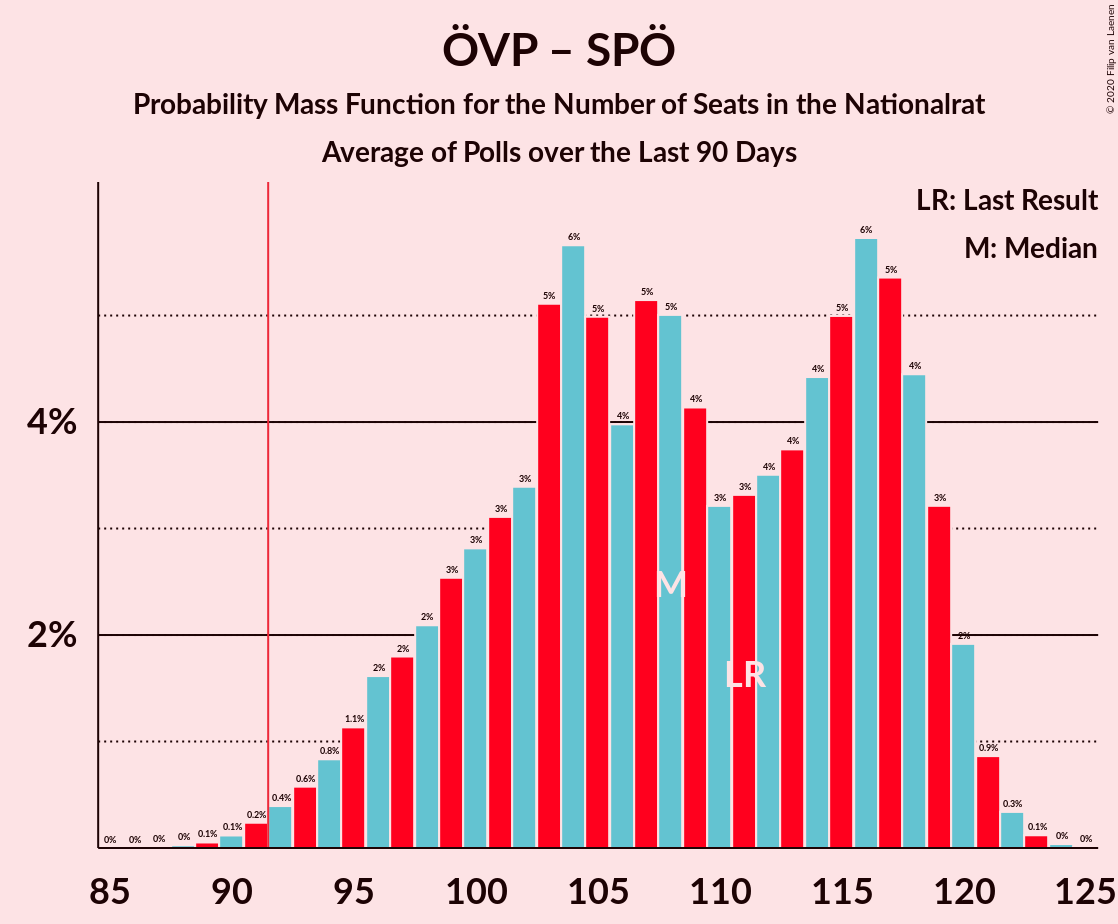 ÖVP – SPÖ
Probability Mass Function for the Number of Seats in the Nationalrat
Average of Polls over the Last 90 Days
© 2020 Filip van Laenen
LR: Last Result
M: Median
4%
2%
0% 0% 0% 0% 0.1% 0.1% 0.2% 0.4% 0.6% 0.8% 1.1% 2% 2% 2% 3% 3% 3% 3% 5% 6% 5% 4% 5% 5% 4% 3% 3% 4% 4% 4% 5% 6% 5% 4% 3% 2% 0.9% 0.3% 0.1% 0% 0%
M
LR
85 90 95 100 105 110 115 120 125